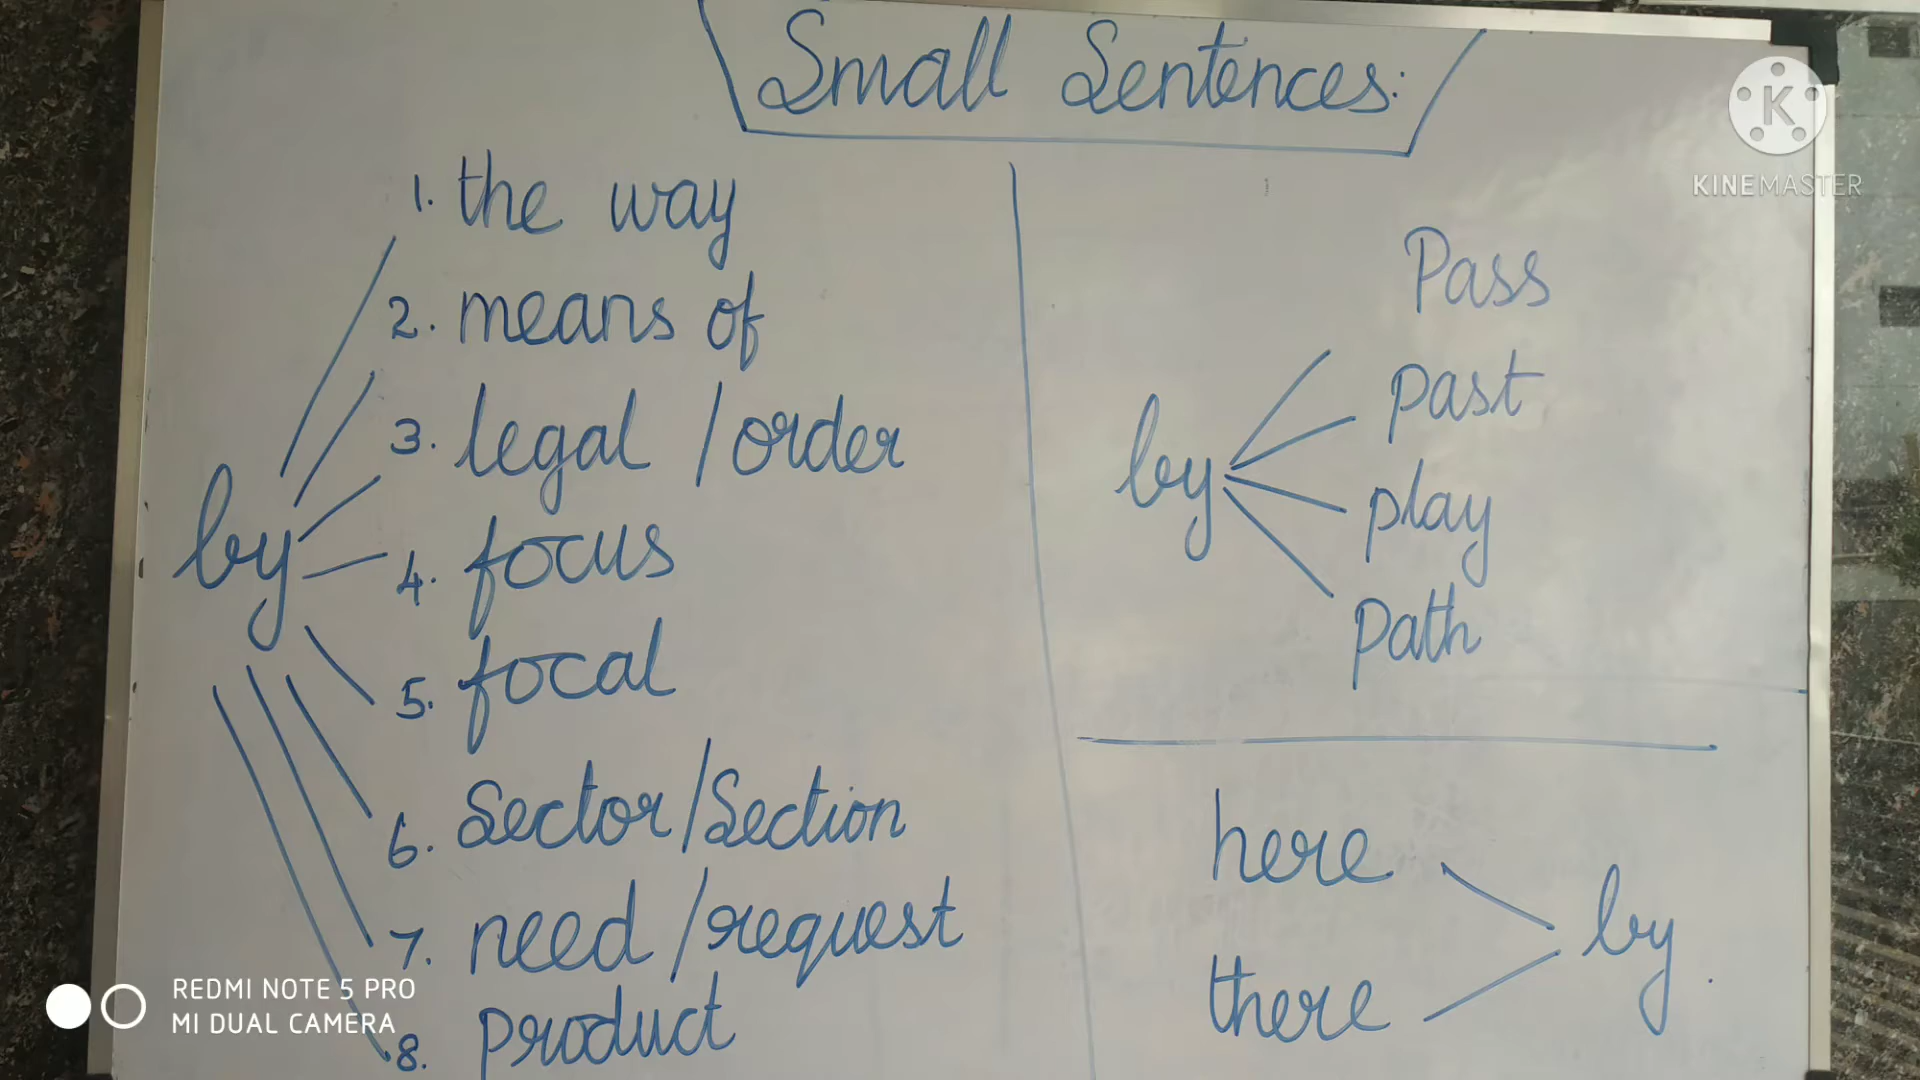 Small Sentences:
by
1. the way
2. means of
3. legal / order
4. focus
5. focal
6. Sector/Section
7. need/request
8. product
by
Pass
past
play
path
here
there
by.
K
KINEMASTER
REDMI NOTE 5 PRO
MI DUAL CAMERA